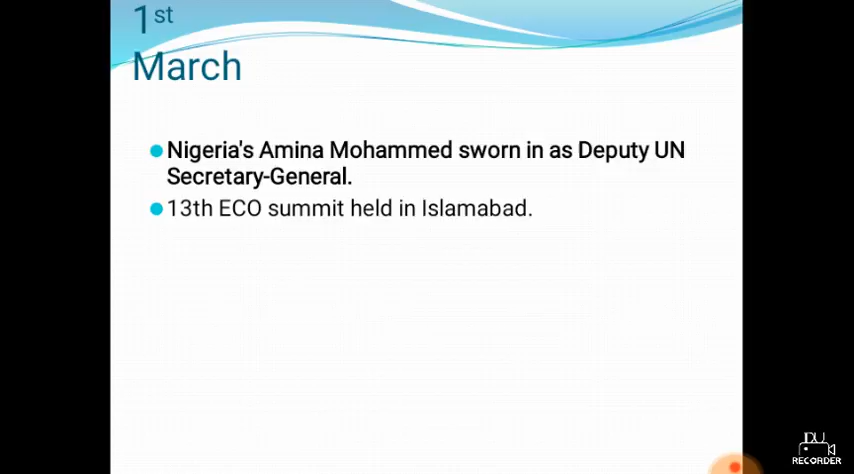 1st
March
Nigeria's Amina Mohammed sworn in as Deputy UN
Secretary-General.
13th ECO summit held in Islamabad.
DU
RECORDER